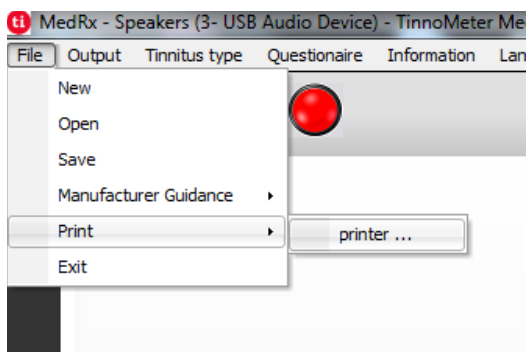 ti MedRx - Speakers (3- USB Audio Device) - TinnoMeter Me
File Output Tinnitus type Questionaire Information Lan
New
Open
Save
Manufacturer Guidance
Print
printer ...
Exit